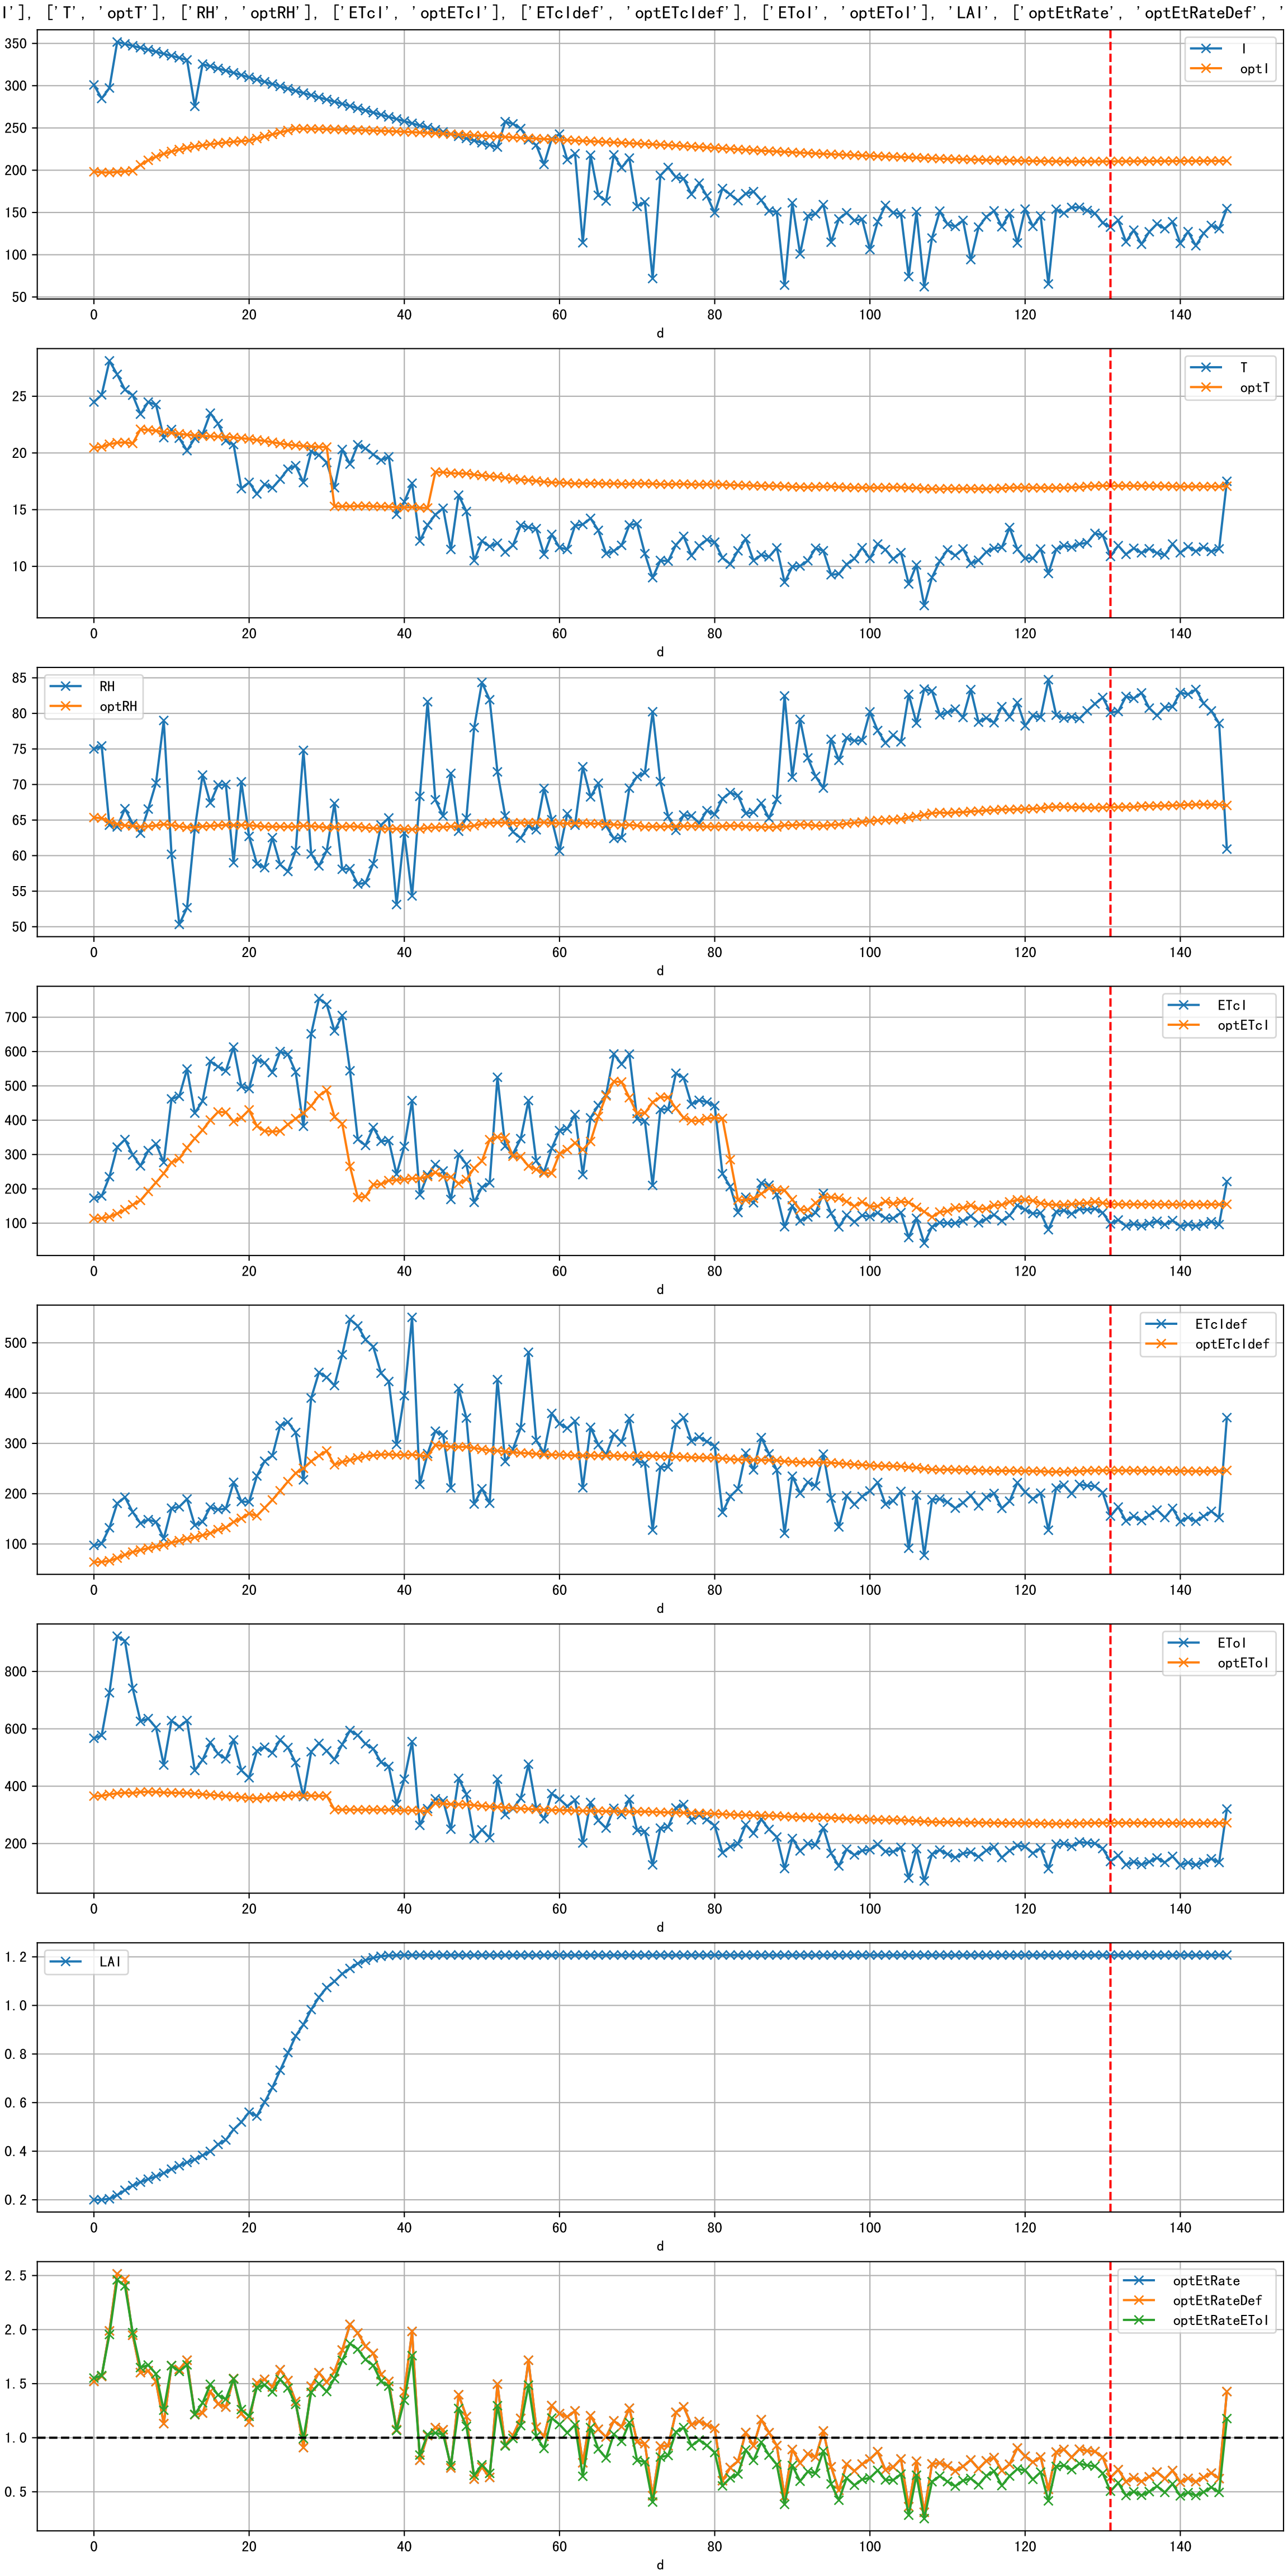 I'], ['T', 'optT'], ['RH', 'optRH'], ['ETcI', 'optETcI'], ['ETcIdef', 'optETcIdef'], ['EToI', 'optEToI'], 'LAI', ['optEtRate', 'optEtRateDef', '
I
optI
350
300
250
200
150
100
50
0 20 40 60 80 100 120 140
d
T
optT
25
20
15
10
0 20 40 60 80 100 120 140
d
RH
optRH
85
80
75
70
65
60
55
50
0 20 40 60 80 100 120 140
d
ETcI
optETcI
700
600
500
400
300
200
100
0 20 40 60 80 100 120 140
d
ETcIdef
optETcIdef
500
400
300
200
100
0 20 40 60 80 100 120 140
d
EToI
optEToI
800
600
400
200
0 20 40 60 80 100 120 140
d
LAI
1.2
1.0
0.8
0.6
0.4
0.2
0 20 40 60 80 100 120 140
d
optEtRate
optEtRateDef
optEtRateEToI
2.5
2.0
1.5
1.0
0.5
0 20 40 60 80 100 120 140
d